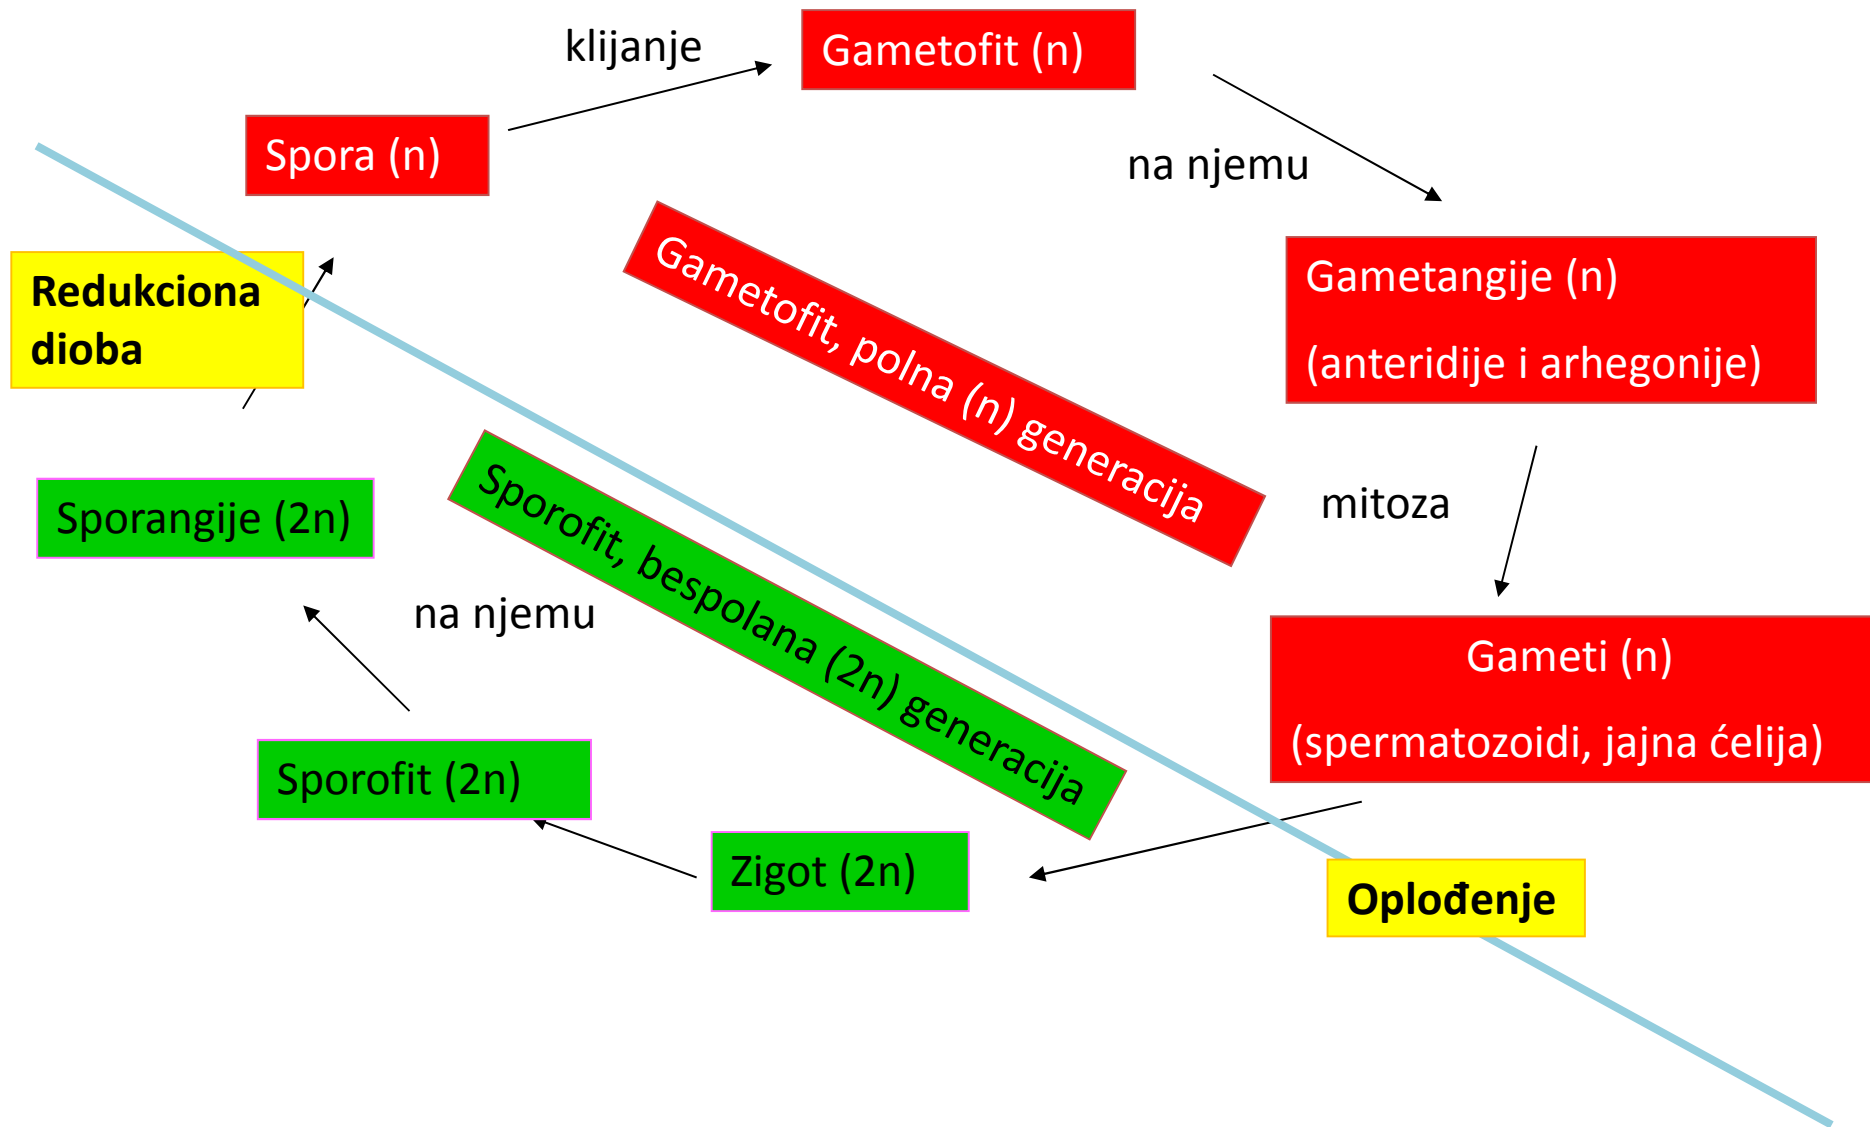 klijanje
Gametofit (n)
Spora (n)
na njemu
Redukciona
dioba
Gametofit, polna (n) generacija
Gametangije (n)
(anteridije i arhegonije)
Sporangije (2n)
Sporofit, bespolana (2n) generacija
mitoza
na njemu
Gameti (n)
(spermatozoidi, jajna ćelija)
Sporofit (2n)
Zigot (2n)
Oplođenje